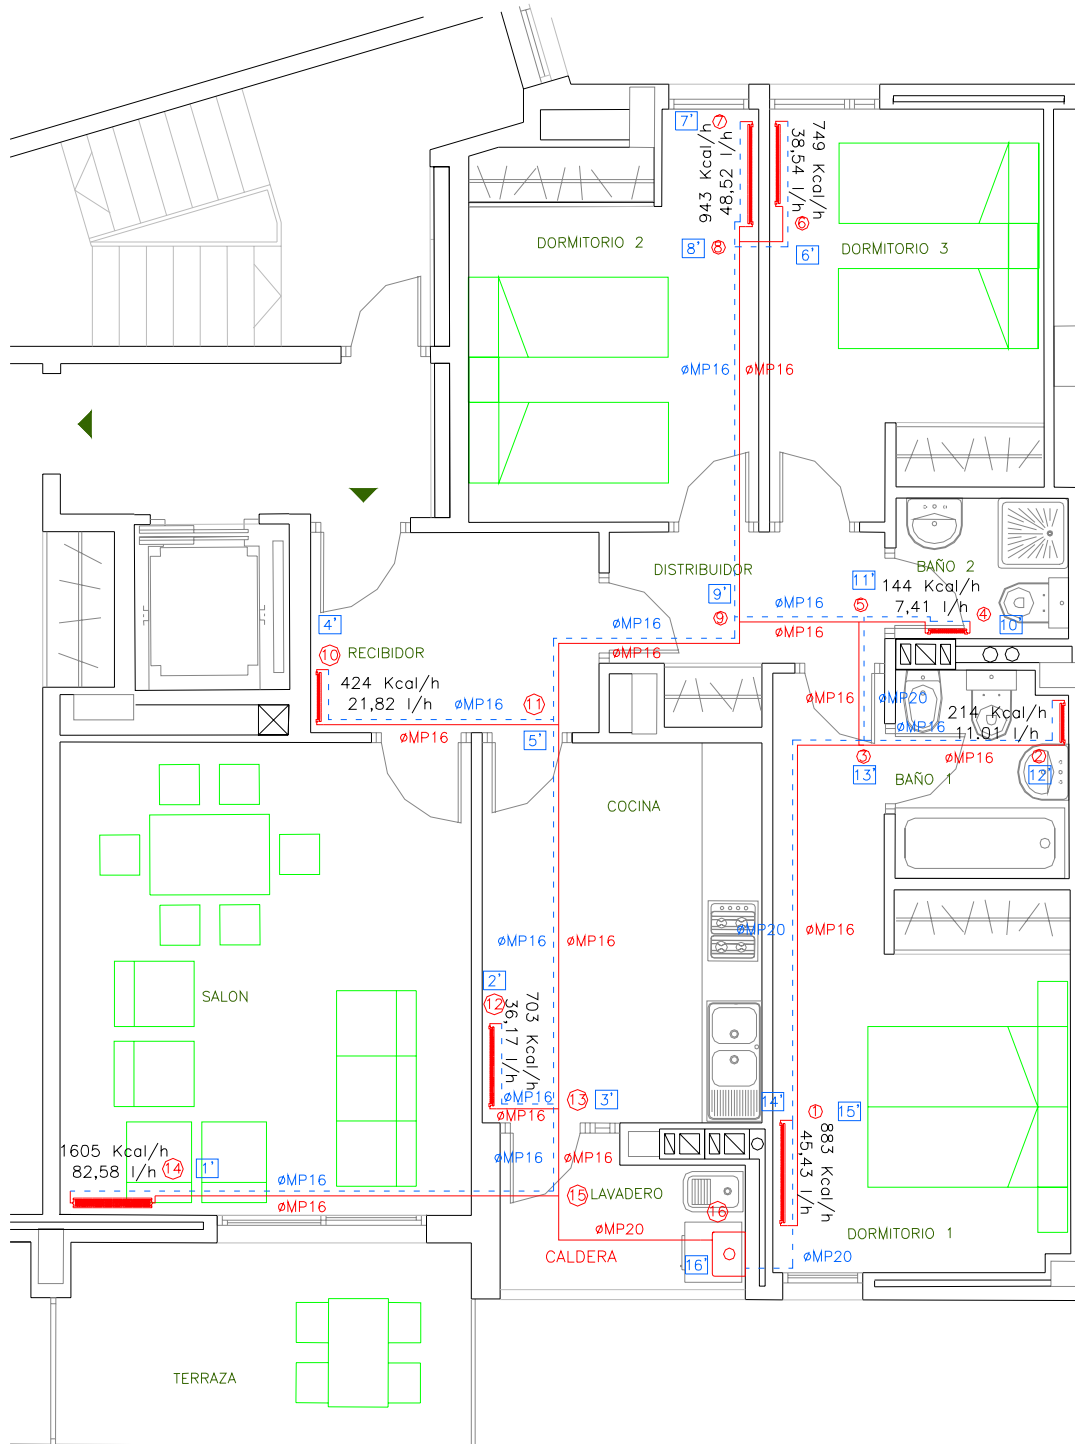 7'
7
943 Kcal/h
48,52 l/h
749 Kcal/h
38,54 l/h
6
DORMITORIO 2
8'
8
6'
DORMITORIO 3
øMP16
øMP16
DISTRIBUIDOR
9'
9
11'
5
BAÑO 2
144 Kcal/h
7,41 l/h
4
10'
øMP16
øMP16
4'
10
RECIBIDOR
øMP16
øMP16
424 Kcal/h
21,82 l/h
øMP16
11
5'
øMP16
øMP16
øMP20
øMP16
214 Kcal/h
11.01 l/h
øMP16
3
13'
2
12'
BAÑO 1
COCINA
øMP16
øMP16
øMP20
øMP16
SALON
2'
12
703 Kcal/h
36,17 l/h
øMP16
øMP16
13
3'
14'
1
15'
883 Kcal/h
45,43 l/h
1605 Kcal/h
82,58 l/h
14
1'
øMP16
øMP16
øMP16
øMP16
15
LAVADERO
16
øMP20
CALDERA
16'
øMP20
DORMITORIO 1
TERRAZA